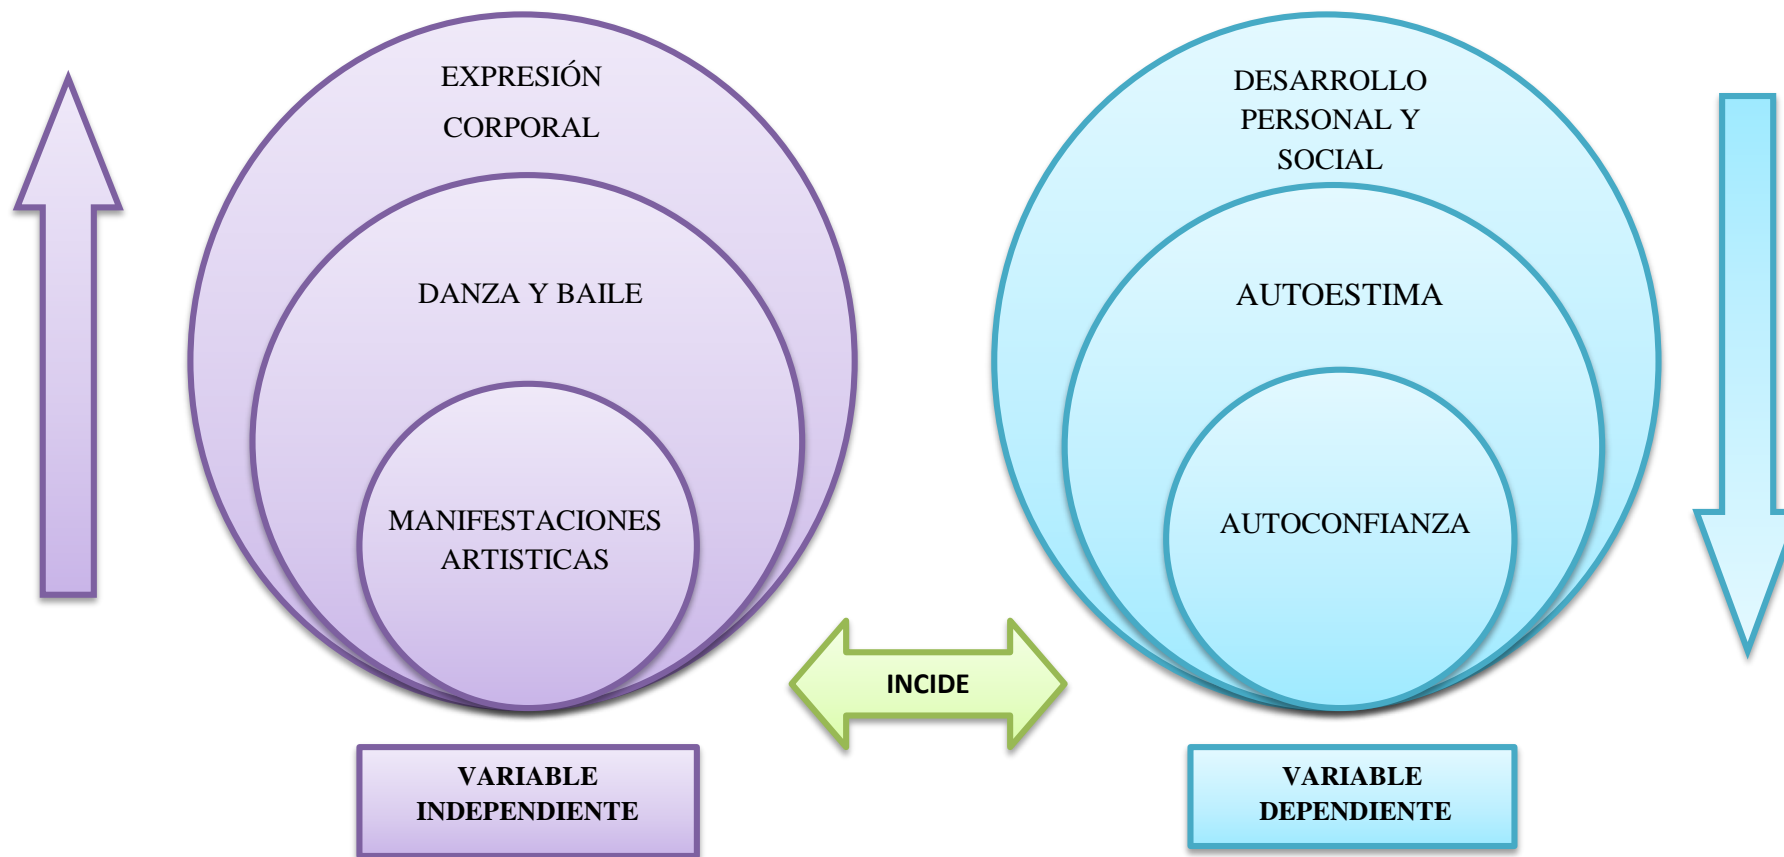 EXPRESIÓN
CORPORAL
DANZA Y BAILE
MANIFESTACIONES
ARTISTICAS
VARIABLE
INDEPENDIENTE
INCIDE
DESARROLLO
PERSONAL Y
SOCIAL
AUTOESTIMA
AUTOCONFIANZA
VARIABLE
DEPENDIENTE